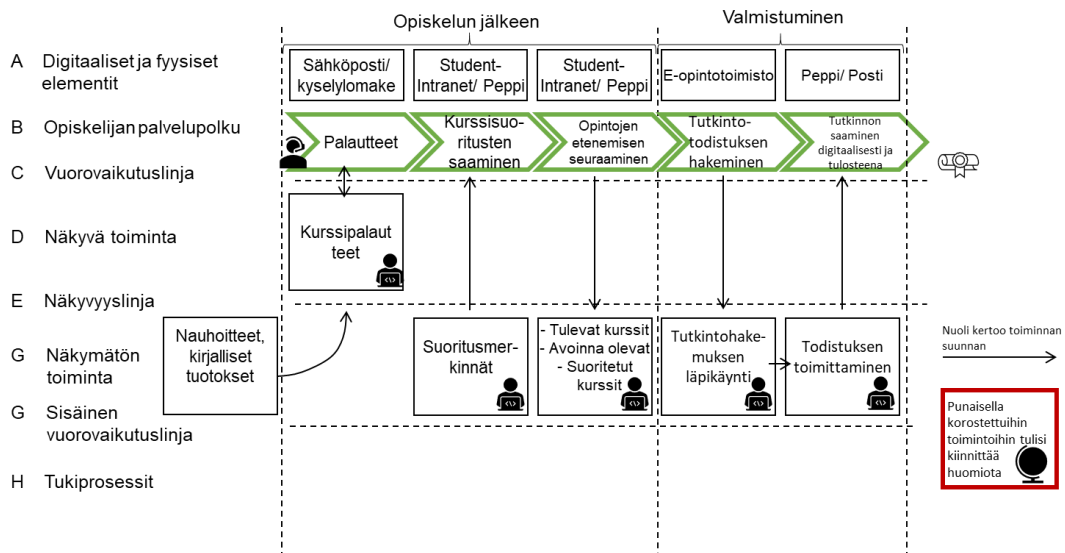 Opiskelun jälkeen
Valmistuminen
A Digitaaliset ja fyysiset
elementit
Sähköposti/
kyselylomake
Student-
Intranet/ Peppi
Student-
Intranet/ Peppi
E-opintotoimisto
Peppi/ Posti
B Opiskelijan palvelupolku
Palautteet
Kurssisuo-
ritusten
saaminen
Opintojen
etenemisen
seuraaminen
Tutkinto-
todistuksen
hakeminen
Tutkinnon
saaminen
digitaalisesti ja
tulosteena
C Vuorovaikutuslinja
D Näkyvä toiminta
Kurssipalaut
teet
E Näkyvyyslinja
G Näkymätön
toiminta
Nauhoitteet,
kirjalliset
tuotokset
Suoritusmer-
kinnät
- Tulevat kurssit
- Avoinna olevat
- Suoritetut
kurssit
Tutkintohake-
muksen
läpikäynti
Todistuksen
toimittaminen
Nuoli kertoo toiminnan
suunnan
G Sisäinen
vuorovaikutuslinja
Punaisella
korostettuihin
toimintoihin tulisi
kiinnittää
huomiota
H Tukiprosessit